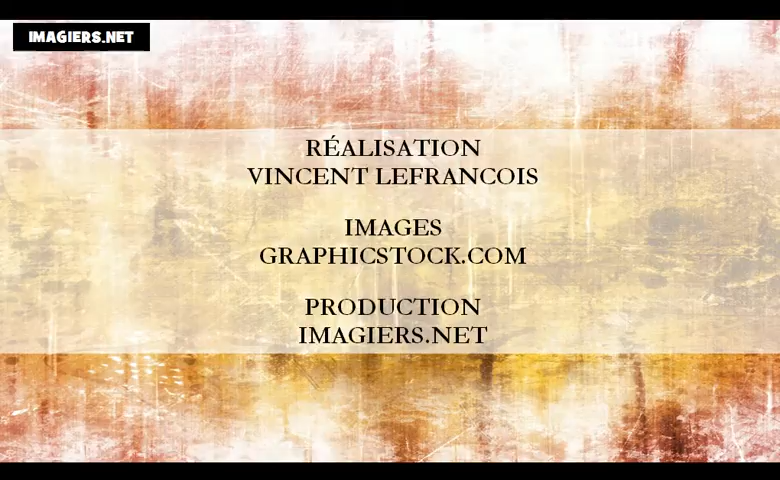 IMAGIERS.NET
RÉALISATION
VINCENT LEFRANCOIS
IMAGES
GRAPHICSTOCK.COM
PRODUCTION
IMAGIERS.NET